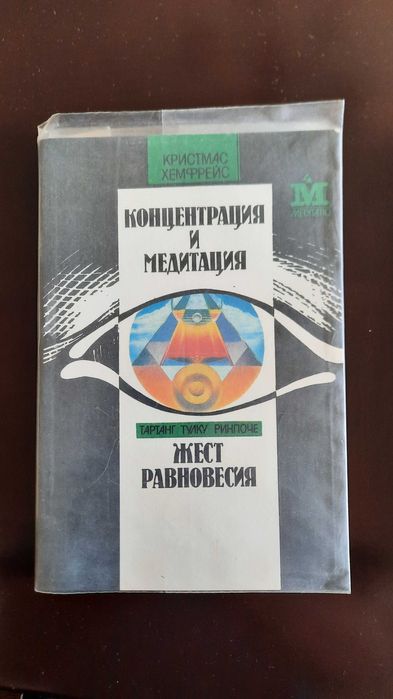 КРИСТМАС
ХЕМФРЕЙС
КОНЦЕНТРАЦИЯ
И
МЕДИТАЦИЯ
ТАРТАНГ ТУЛКУ РИНПОЧЕ
ЖЕСТ
РАВНОВЕСИЯ